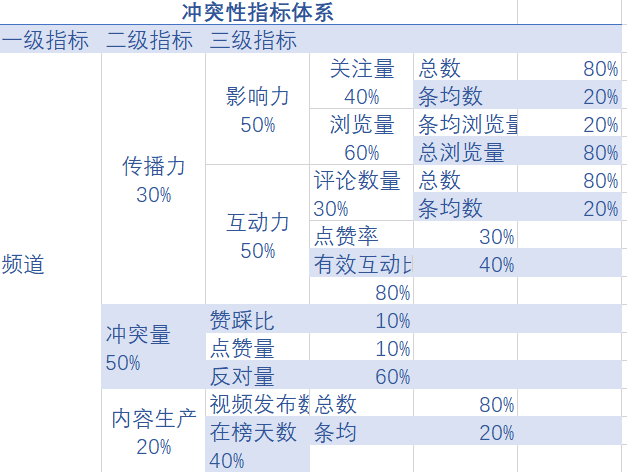 冲突性指标体系
一级指标 二级指标 三级指标
频道
传播力
30%
影响力
50%
关注量
40%
总数 80%
条均数 20%
浏览量
60%
条均浏览量 20%
总浏览量 80%
互动力
50%
评论数量
30%
总数 80%
条均数 20%
点赞率 30%
有效互动比 40%
80%
冲突量
50%
赞踩比 10%
点赞量 10%
反对量 60%
内容生产
20%
视频发布数 总数 80%
在榜天数 条均 20%
40%